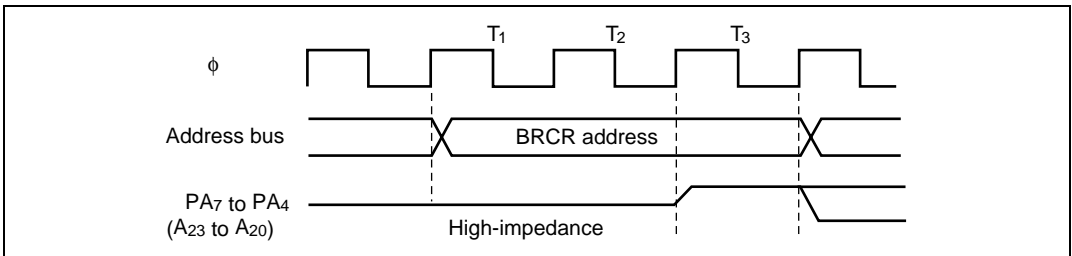 T1 T2 T3
φ
Address bus BRCR address
PA7 to PA4
(A23 to A20) High-impedance